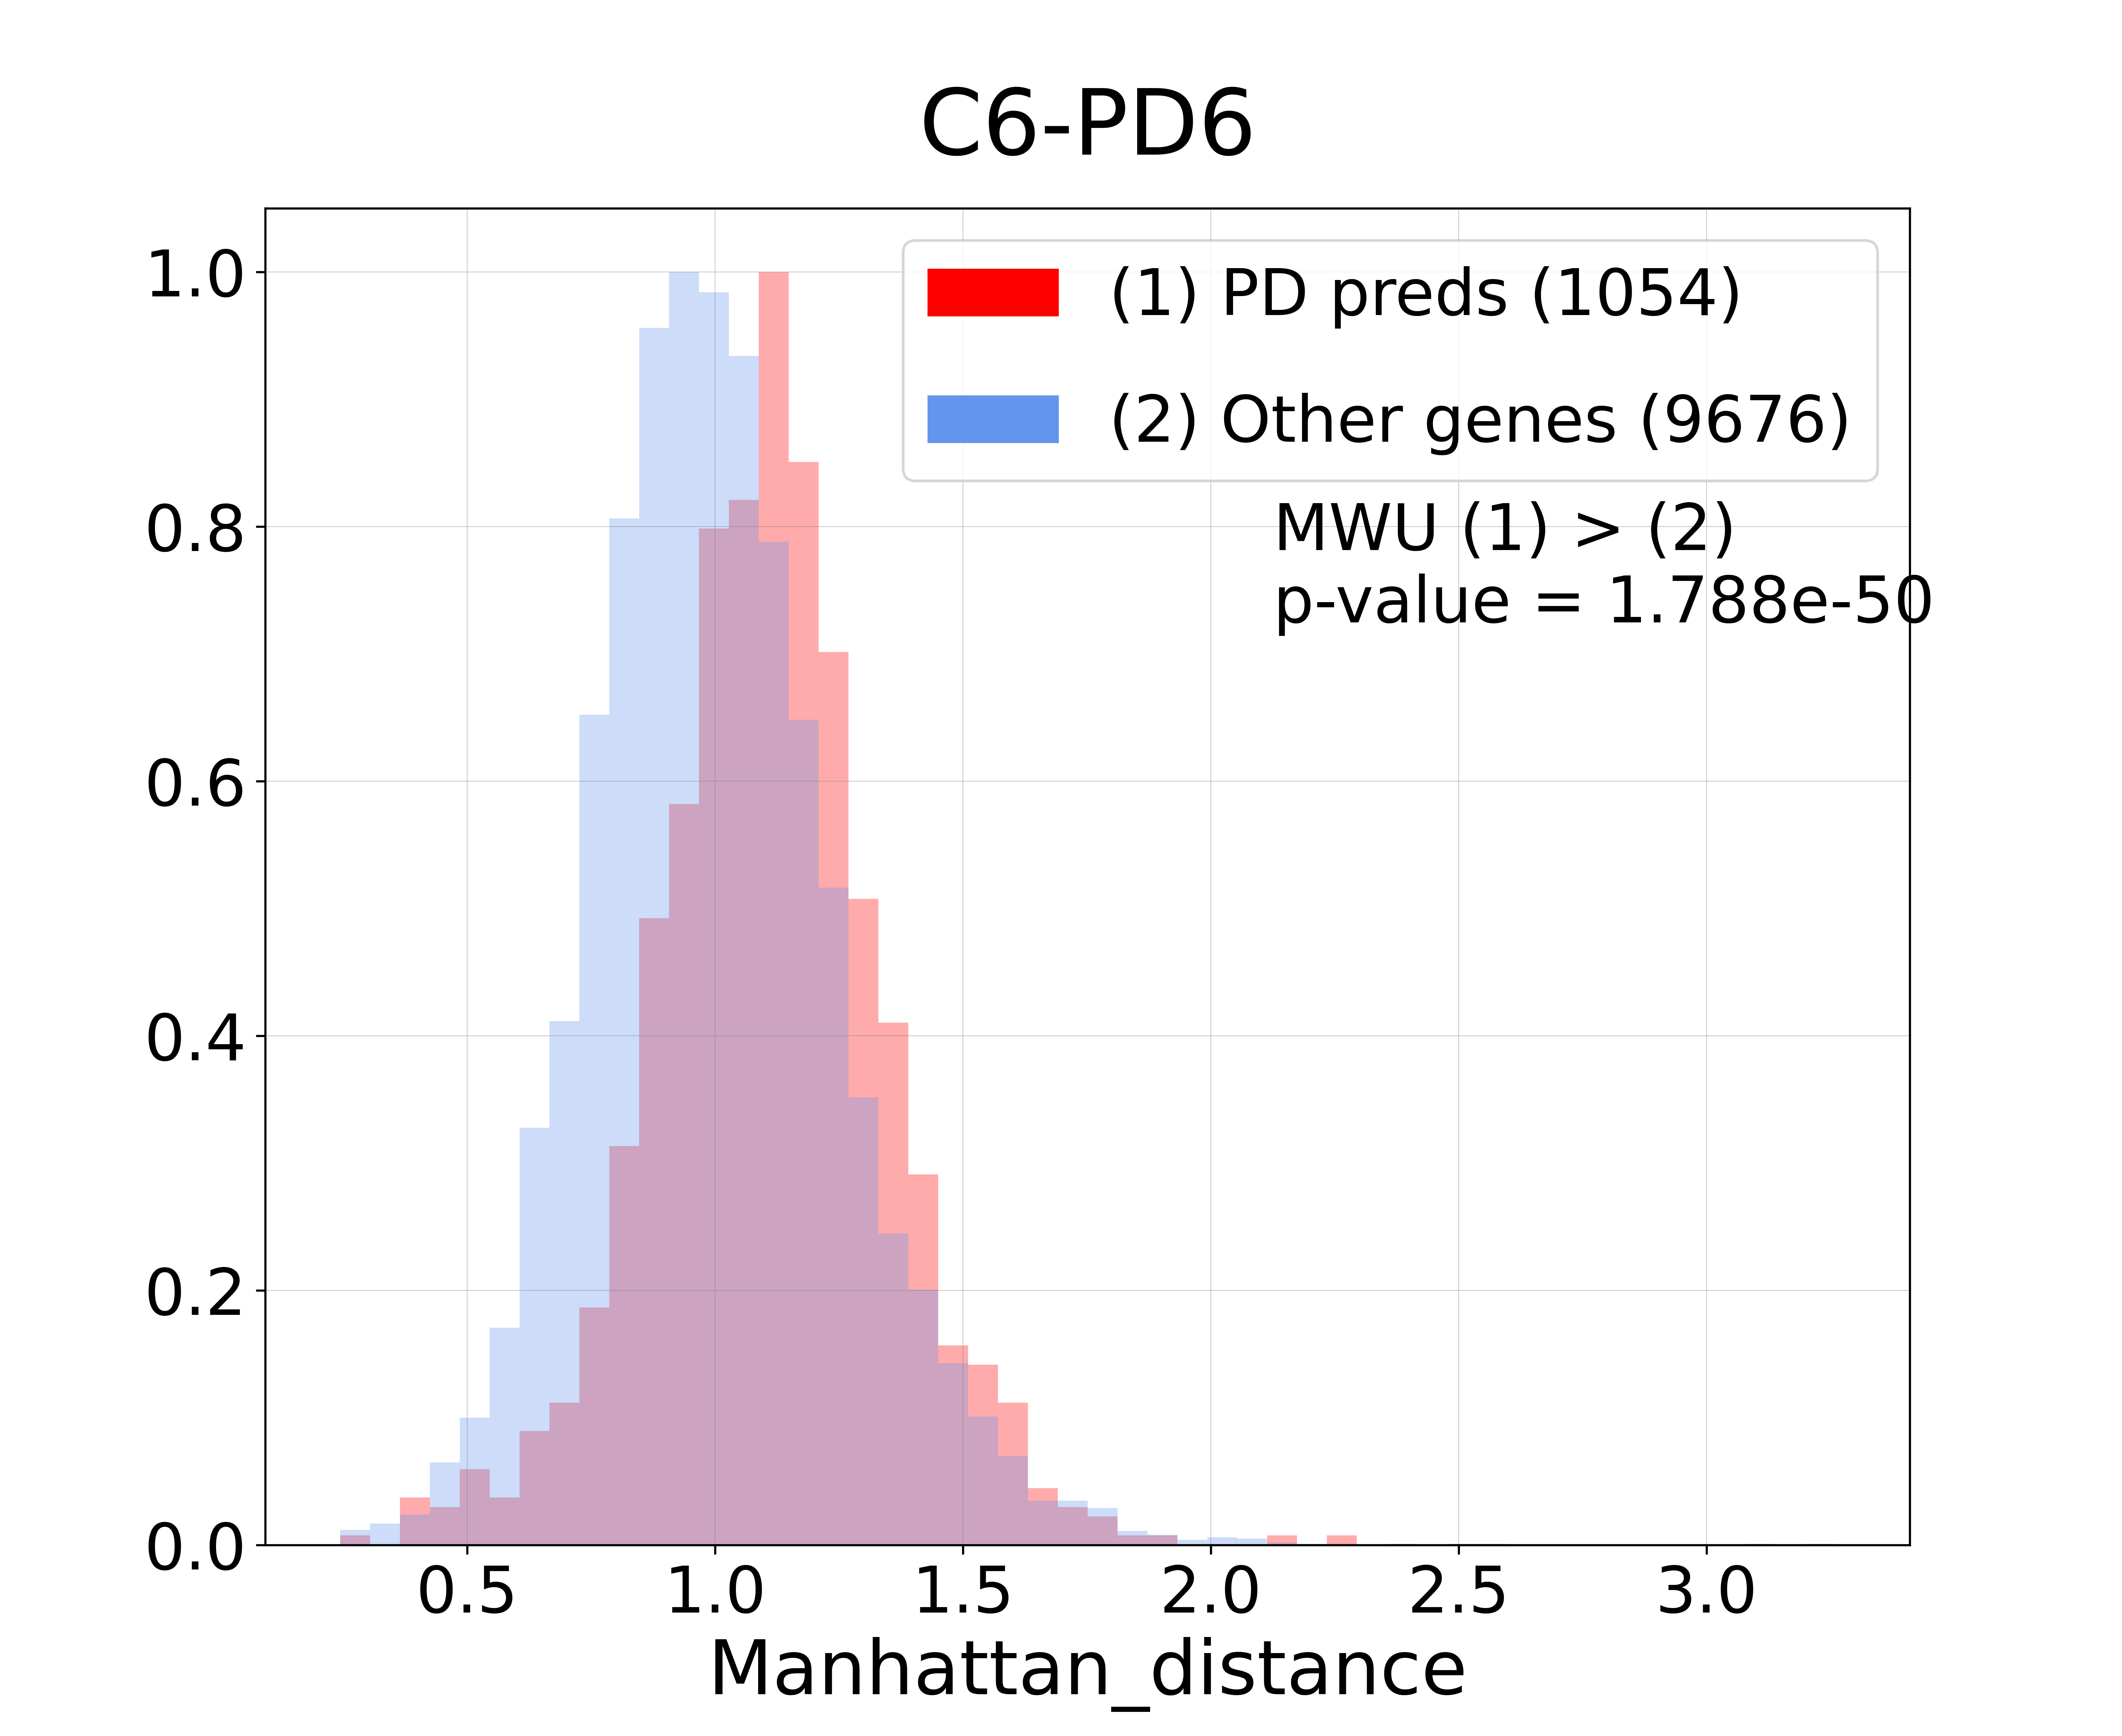 C6-PD6
(1) PD preds (1054)
(2) Other genes (9676)
MWU (1) > (2)
p-value = 1.788e-50
1.0
0.8
0.6
0.4
0.2
0.0
0.5 1.0 1.5 2.0 2.5 3.0
Manhattan_distance